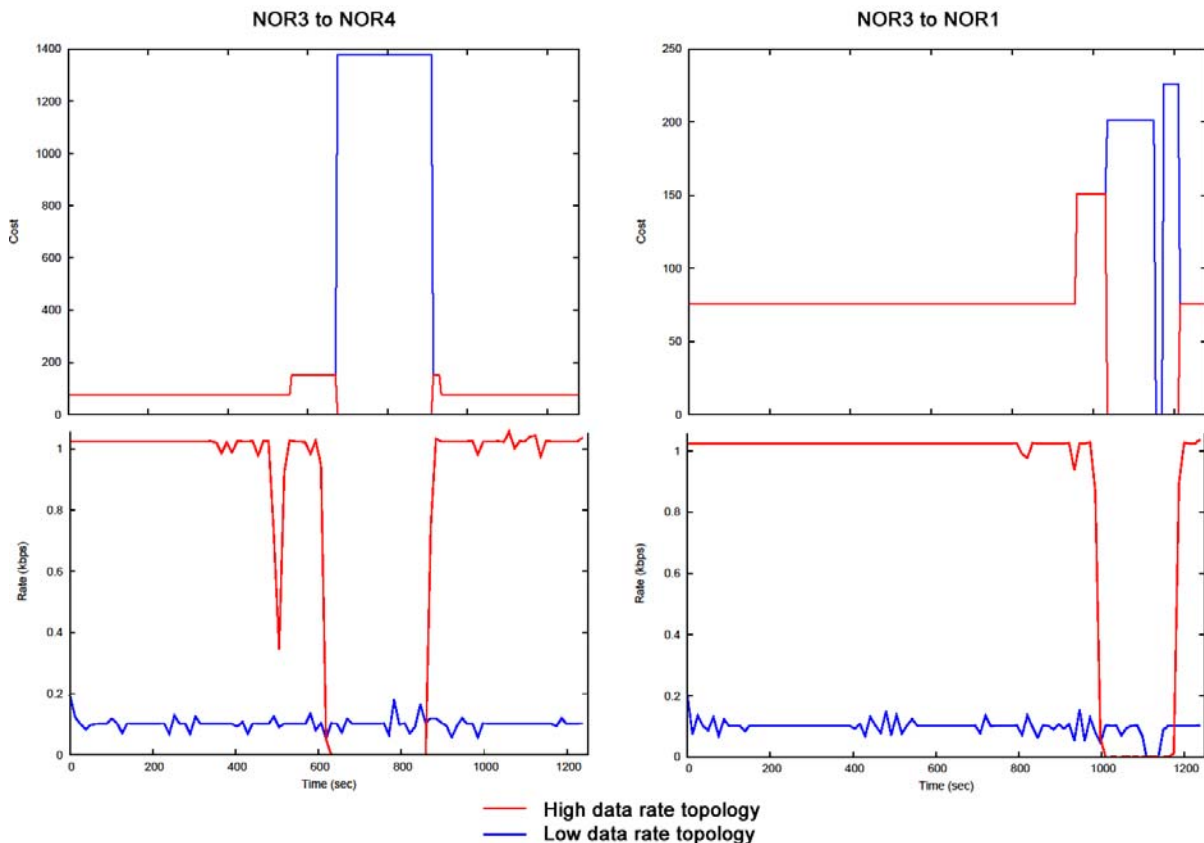 NOR3 to NOR4
NOR3 to NOR1
1400
1200
1000
800
600
400
200
0
Cost
250
200
150
100
50
0
Cost
1
0.8
0.6
0.4
0.2
0
Rate (kbps)
0 200 400 600 800 1000 1200
Time (sec)
1
0.8
0.6
0.4
0.2
0
Rate (kbps)
0 200 400 600 800 1000 1200
Time (sec)
High data rate topology
Low data rate topology